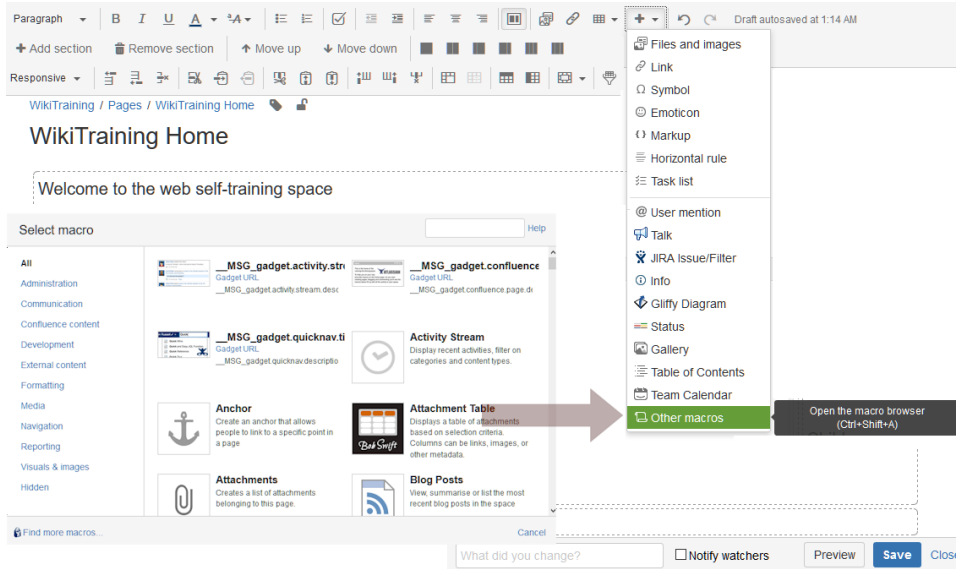 Paragraph B I U A Draft autosaved at 1:14 AM
+ Add section Remove section Move up Move down
Responsive
WikiTraining / Pages / WikiTraining Home
WikiTraining Home
Welcome to the web self-training space
Select macro Help
All
Administration
Communication
Confluence content
Development
External content
Formatting
Media
Navigation
Reporting
Visuals & images
Hidden
__MSG_gadget.activity.stre
Gadget URL
__MSG_gadget.activity.stream.desc
__MSG_gadget.confluence
Gadget URL
__MSG_gadget.confluence.page.de
__MSG_gadget.quicknav.ti
Gadget URL
__MSG_gadget.quicknav.descriptio
Activity Stream
Display recent activities, filter on
categories and content types.
Anchor
Create an anchor that allows
people to link to a specific point in
a page
Attachment Table
Displays a table of attachments
based on selection criteria.
Columns can be links, images, or
other metadata.
Bob Swift
Attachments
Creates a list of attachments
belonging to this page.
Blog Posts
View, summarise or list the most
recent blog posts in the space
Find more macros...
Cancel
Files and images
Link
Symbol
Emoticon
Markup
Horizontal rule
Task list
User mention
Talk
JIRA Issue/Filter
Info
Gliffy Diagram
Status
Gallery
Table of Contents
Team Calendar
Other macros
Open the macro browser
(Ctrl+Shift+A)
What did you change?
Notify watchers
Preview
Save
Close